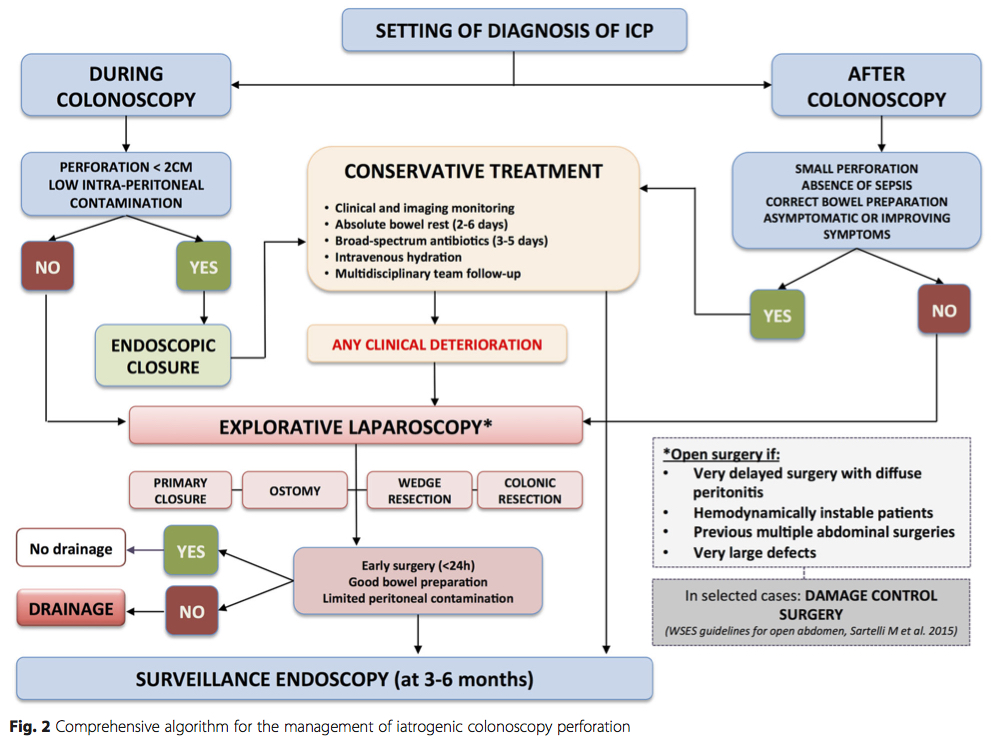 SETTING OF DIAGNOSIS OF ICP
DURING
COLONOSCOPY
AFTER
COLONOSCOPY
PERFORATION < 2CM
LOW INTRA-PERITONEAL
CONTAMINATION
NO
YES
ENDOSCOPIC
CLOSURE
CONSERVATIVE TREATMENT
• Clinical and imaging monitoring
• Absolute bowel rest (2-6 days)
• Broad-spectrum antibiotics (3-5 days)
• Intravenous hydration
• Multidisciplinary team follow-up
SMALL PERFORATION
ABSENCE OF SEPSIS
CORRECT BOWEL PREPARATION
ASYMPTOMATIC OR IMPROVING
SYMPTOMS
YES
NO
ANY CLINICAL DETERIORATION
EXPLORATIVE LAPAROSCOPY*
PRIMARY
CLOSURE
OSTOMY
WEDGE
RESECTION
COLONIC
RESECTION
*Open surgery if:
• Very delayed surgery with diffuse
peritonitis
• Hemodynamically instable patients
• Previous multiple abdominal surgeries
• Very large defects
In selected cases: DAMAGE CONTROL
SURGERY
(WSES guidelines for open abdomen, Sartelli M et al. 2015)
Early surgery (<24h)
Good bowel preparation
Limited peritoneal contamination
YES
No drainage
NO
DRAINAGE
SURVEILLANCE ENDOSCOPY (at 3-6 months)
Fig. 2 Comprehensive algorithm for the management of iatrogenic colonoscopy perforation